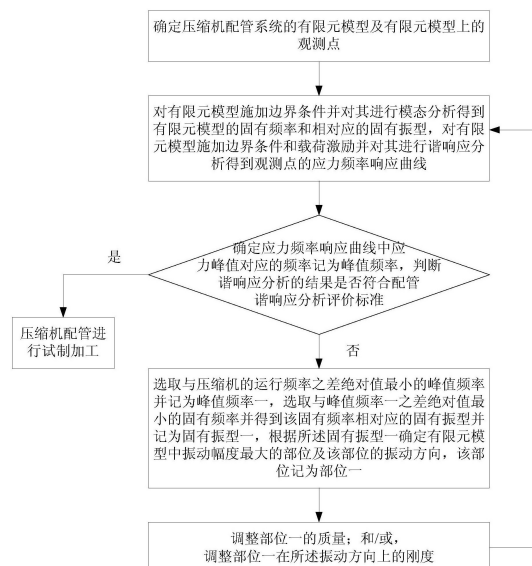 确定压缩机配管系统的有限元模型及有限元模型上的
观测点
对有限元模型施加边界条件并对其进行模态分析得到
有限元模型的固有频率和相对应的固有振型，对有限
元模型施加边界条件和载荷激励并对其进行谐响应分
析得到观测点的应力频率响应曲线
确定应力频率响应曲线中应
力峰值对应的频率记为峰值频率，判断
谐响应分析的结果是否符合配管
谐响应分析评价标准
是
压缩机配管进
行试制加工
否
选取与压缩机的运行频率之差绝对值最小的峰值频率
并记为峰值频率一，选取与峰值频率一之差绝对值最
小的固有频率并得到该固有频率相对应的固有振型并
记为固有振型一，根据所述固有振型一确定有限元模
型中振动幅度最大的部位及该部位的振动方向，该部
位记为部位一
调整部位一的质量；和/或，
调整部位一在所述振动方向上的刚度